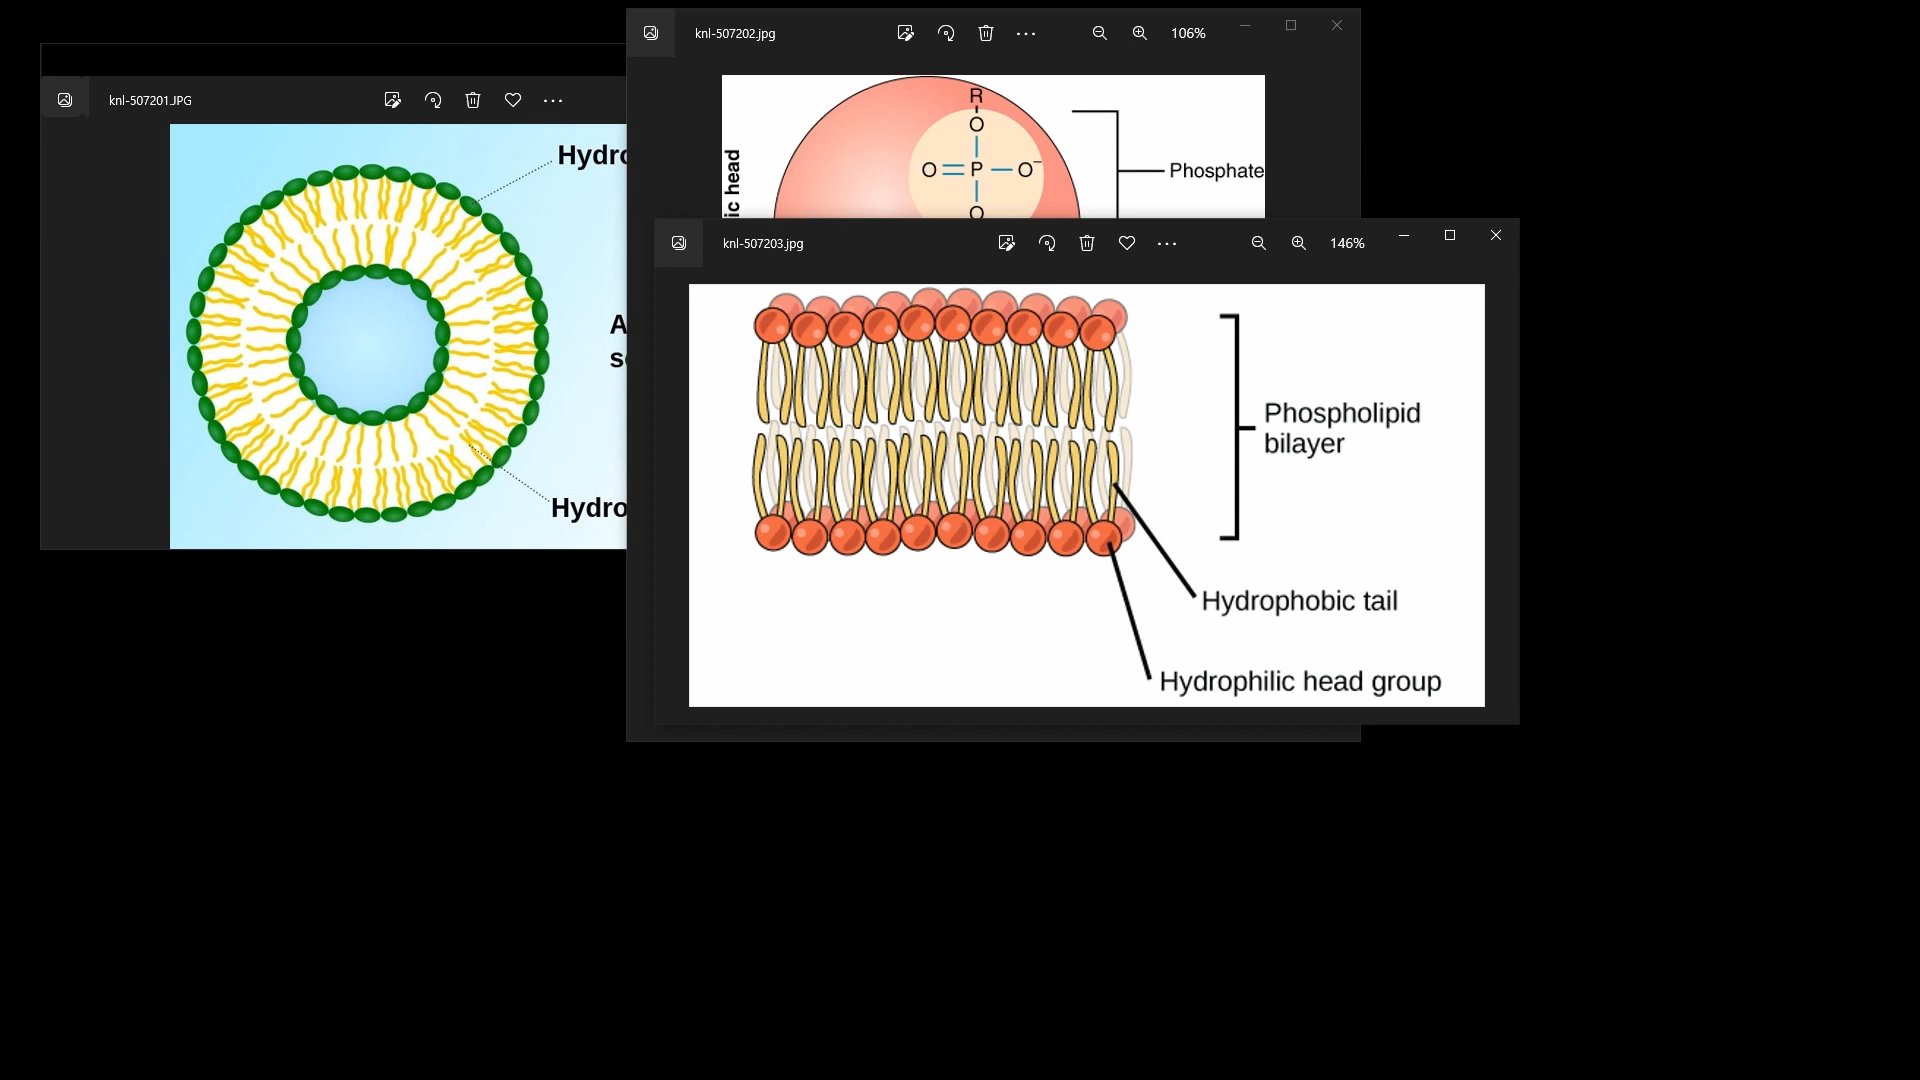 knl-507201.JPG
Hydro
A
Hydro
knl-507202.jpg
106%
ic head
R
O
O P O−
O
Phosphate
knl-507203.jpg
146%
Phospholipid
bilayer
Hydrophobic tail
Hydrophilic head group